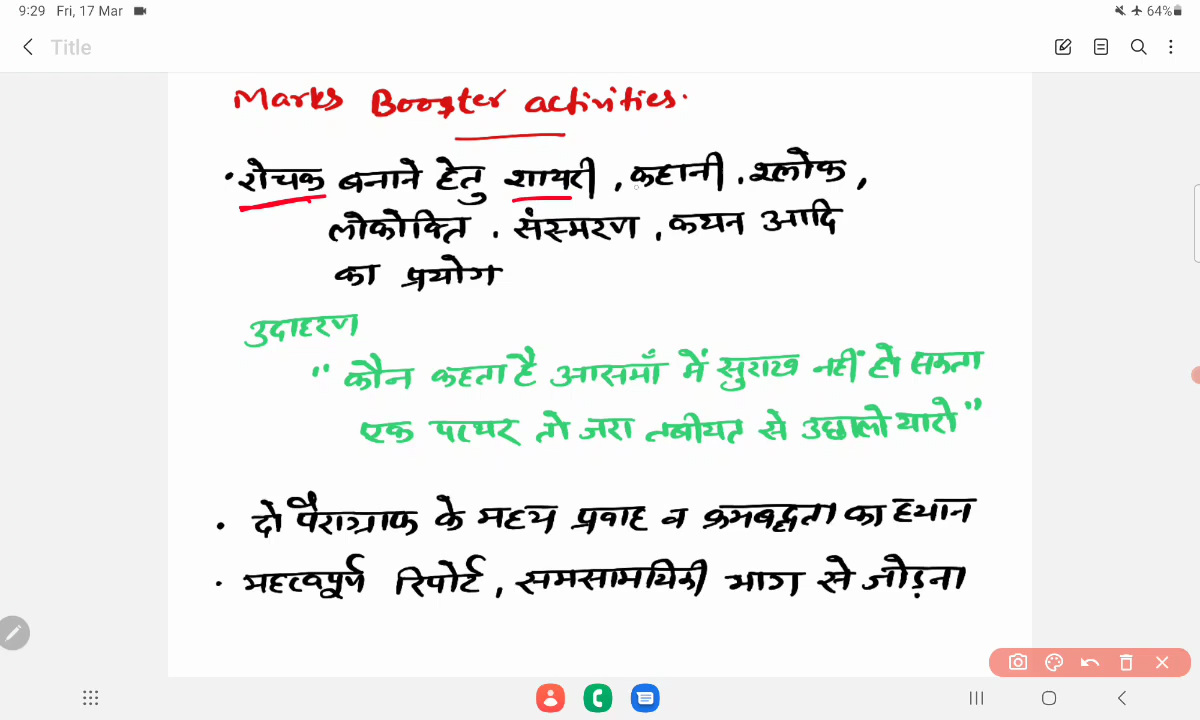 9:29 Fri, 17 Mar 64%
Title
Marks Booster activities.
• रोचक बनाने हेतु शायरी, कहानी, श्लोक,
लोकोक्ति, संस्मरण, कथन आदि
का प्रयोग
उदाहरण
"कौन कहता है आसमाँ में सुराख नहीं हो सकता
एक पत्थर तो जरा तबीयत से उछालो यारो"
• दो पैराग्राफ के मध्य प्रवाह व क्रमबद्धता का ध्यान
• महत्वपूर्ण रिपोर्ट, समसामयिकी भाग से जोड़ना